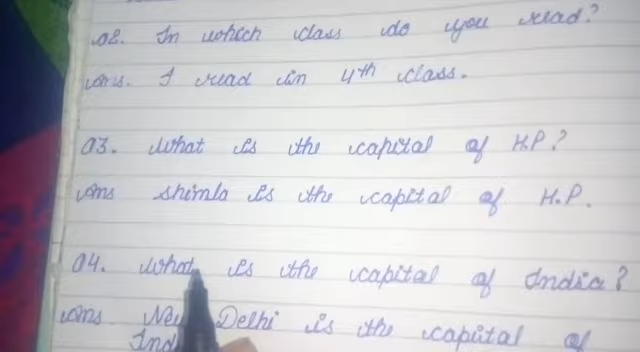 Q2. In which class do you read?
Ans. I read in 4th class.
Q3. What is the capital of H.P?
Ans Shimla is the capital of H.P.
Q4. What is the capital of India?
Ans. New Delhi is the capital of